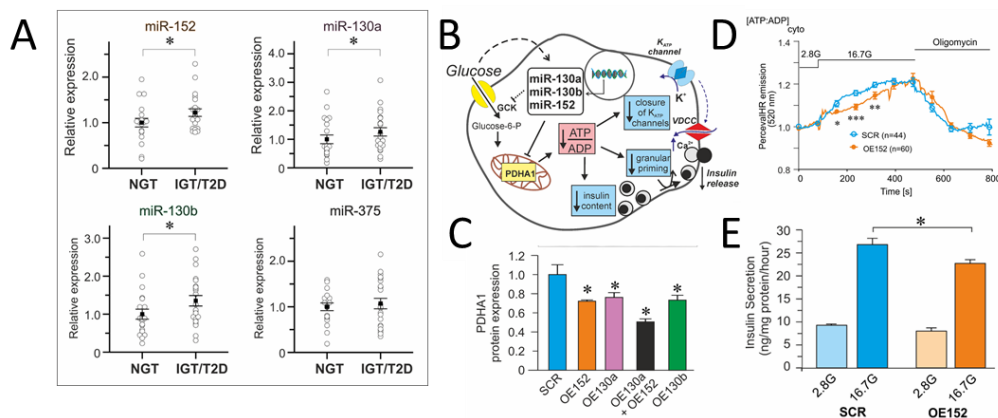 A
miR-152
*
Relative expression
2.0
1.0
0
NGT
IGT/T2D
miR-130a
*
Relative expression
4.0
3.0
2.0
1.0
0
NGT
IGT/T2D
miR-130b
*
Relative expression
3.0
2.0
1.0
0
NGT
IGT/T2D
miR-375
Relative expression
3.0
2.0
1.0
0
NGT
IGT/T2D
B
Glucose
GCK
Glucose-6-P
PDHA1
miR-130a
miR-130b
miR-152
ATP
ADP
closure
of KATP
channels
granular
priming
insulin
content
KATP
channel
K+
VDCC
Ca2+
Insulin
release
C
PDHA1
protein expression
1.2
1.0
0.8
0.6
0.4
0.2
0
* * * *
SCR
OE152
OE130a
OE130a
× OE152
OE130b
D
[ATP:ADP]
cyto
2.8G
16.7G
Oligomycin
PercevalHR emission
(520 nm)
1.4
1.2
1.0
0.8
* *** **
SCR (n=44)
OE152 (n=60)
0 200 400 600 800
Time [s]
E
Insulin Secretion
(ng/mg protein/hour)
30
25
20
15
10
5
0
*
2.8G 16.7G 2.8G 16.7G
SCR OE152